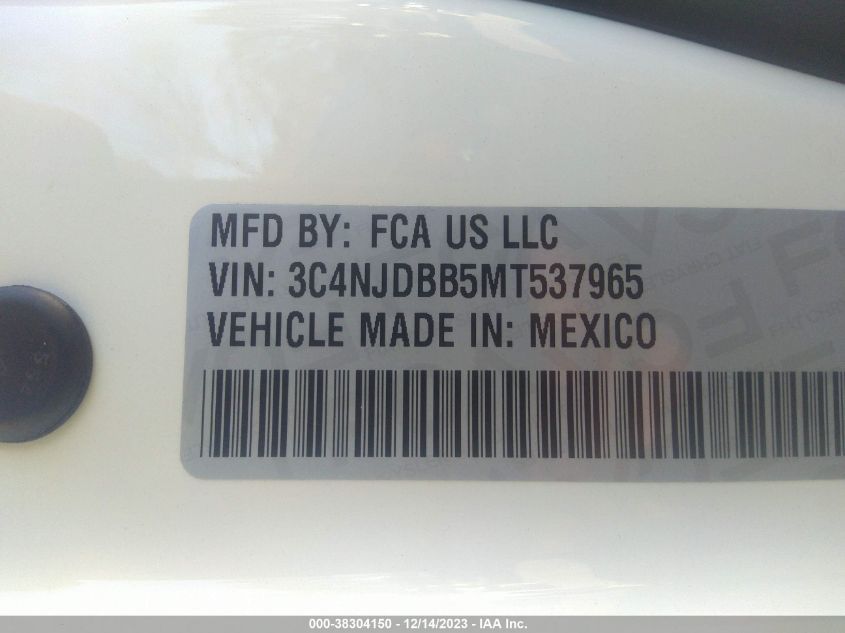 MFD BY: FCA US LLC
VIN: 3C4NJDBB5MT537965
VEHICLE MADE IN: MEXICO
000-38304150 - 12/14/2023 - IAA Inc.